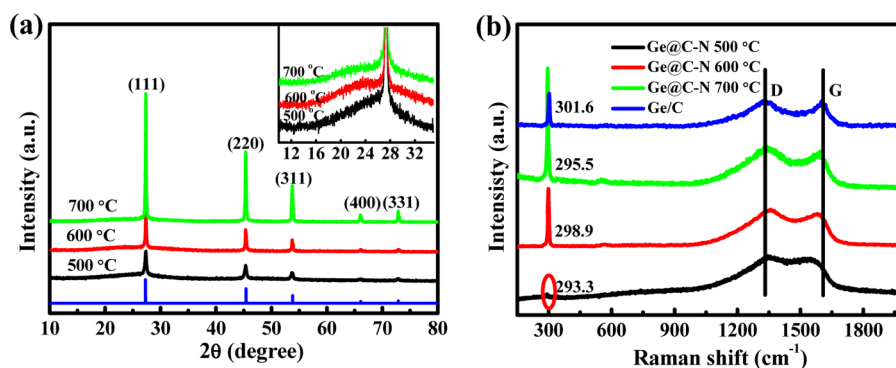 (a)
Intensity (a.u.)
(111)
(220)
(311)
(400)
(331)
700 °C
600 °C
500 °C
700 °C
600 °C
500 °C
12 16 20 24 28 32
10 20 30 40 50 60 70 80
2θ (degree)
(b)
Intensisty (a.u.)
Ge@C-N 500 °C
Ge@C-N 600 °C
Ge@C-N 700 °C
Ge/C
D
G
301.6
295.5
298.9
293.3
300 600 900 1200 1500 1800
Raman shift (cm⁻¹)